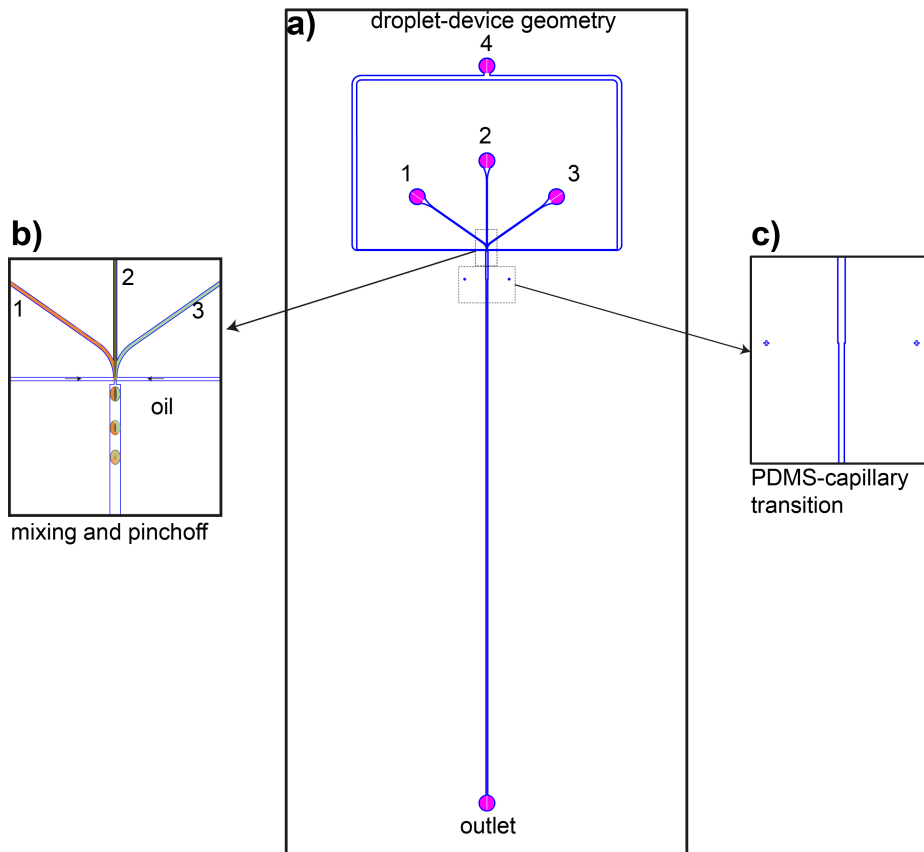 a)
droplet-device geometry
4
2
1
3
b)
2
1
3
oil
mixing and pinchoff
c)
PDMS-capillary
transition
outlet